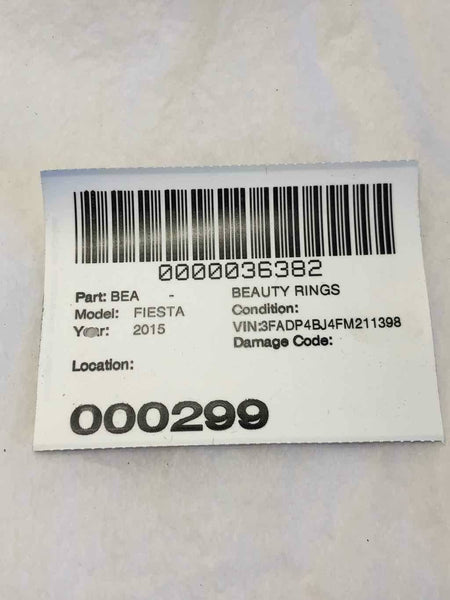 0000036382
Part: BEA - BEAUTY RINGS
Model: FIESTA Condition:
Year: 2015 VIN:3FADP4BJ4FM211398
Damage Code:
Location:
000299